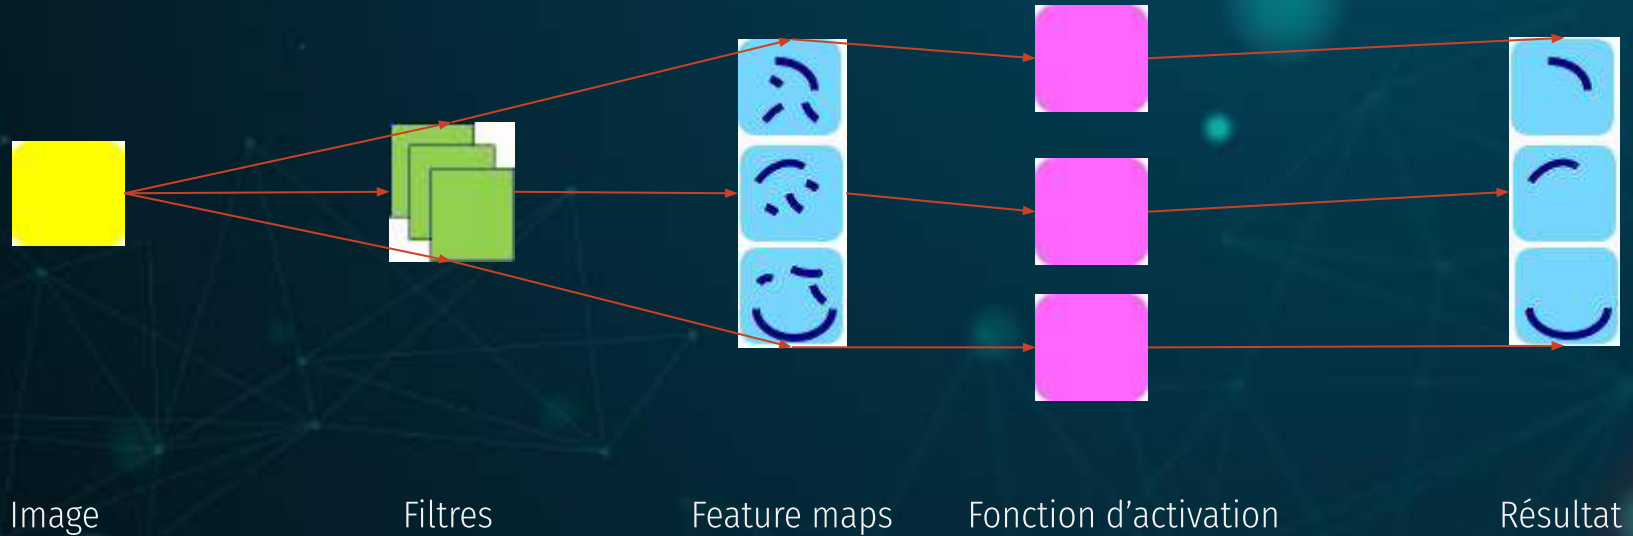 Image
Filtres
Feature maps
Fonction d’activation
Résultat